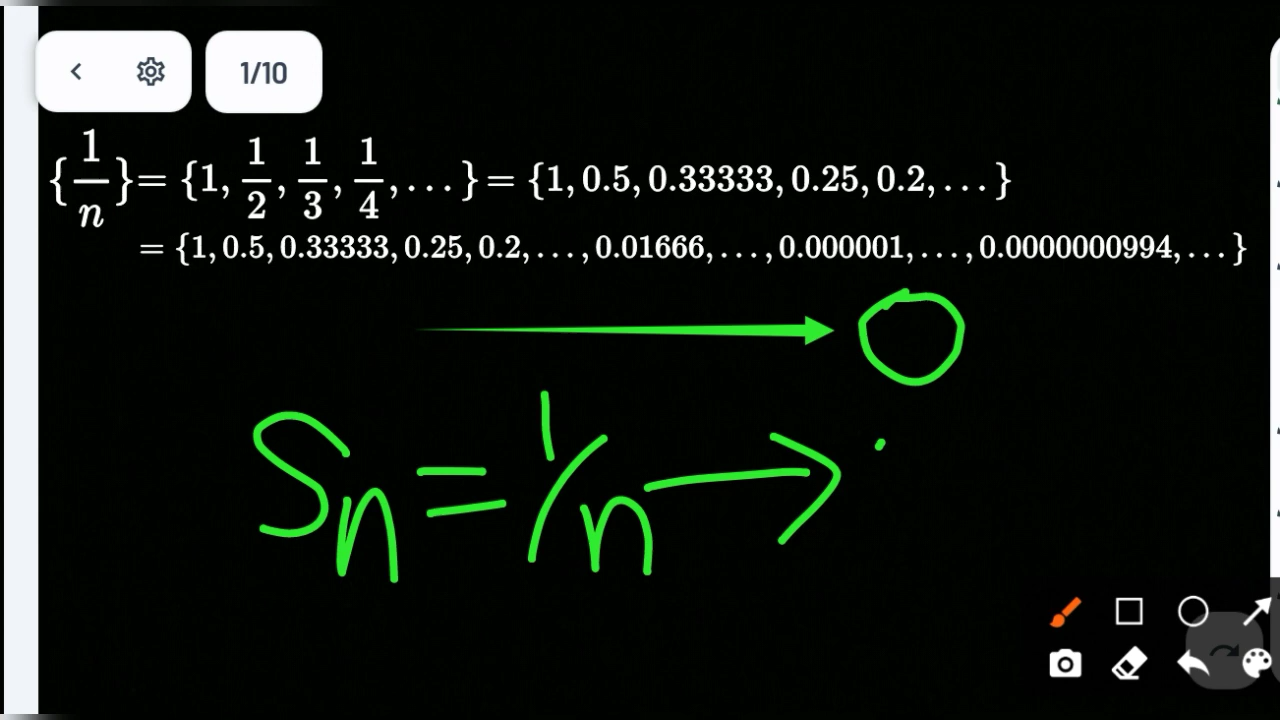 1/10
{1/n} = {1, 1/2, 1/3, 1/4, ...} = {1, 0.5, 0.33333, 0.25, 0.2, ...}
= {1, 0.5, 0.33333, 0.25, 0.2, ..., 0.01666, ..., 0.000001, ..., 0.0000000994, ...}
→ 0
Sn = 1/n →